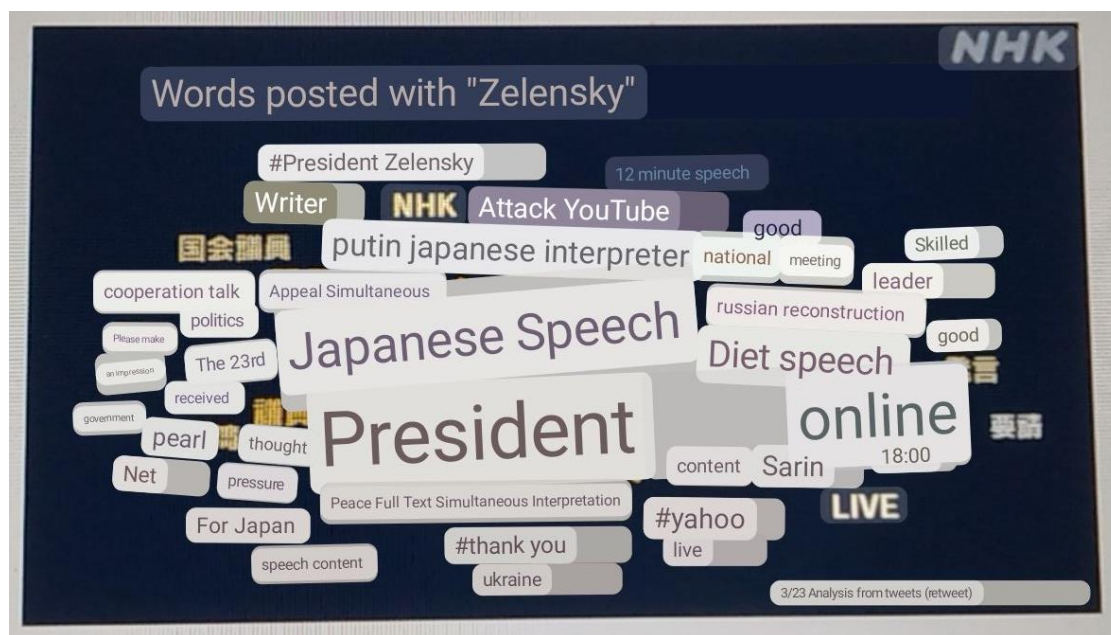 NHK
Words posted with "Zelensky"
#President Zelensky
12 minute speech
Writer
NHK
Attack YouTube
good
国会議員
putin japanese interpreter
national
meeting
Skilled
leader
cooperation talk
Appeal Simultaneous
russian reconstruction
politics
Japanese Speech
Please make
good
The 23rd
Diet speech
an impression
言
received
President
online
government
要請
pearl
thought
18:00
Net
content
Sarin
pressure
Peace Full Text Simultaneous Interpretation
LIVE
For Japan
#yahoo
#thank you
live
speech content
ukraine
3/23 Analysis from tweets (retweet)